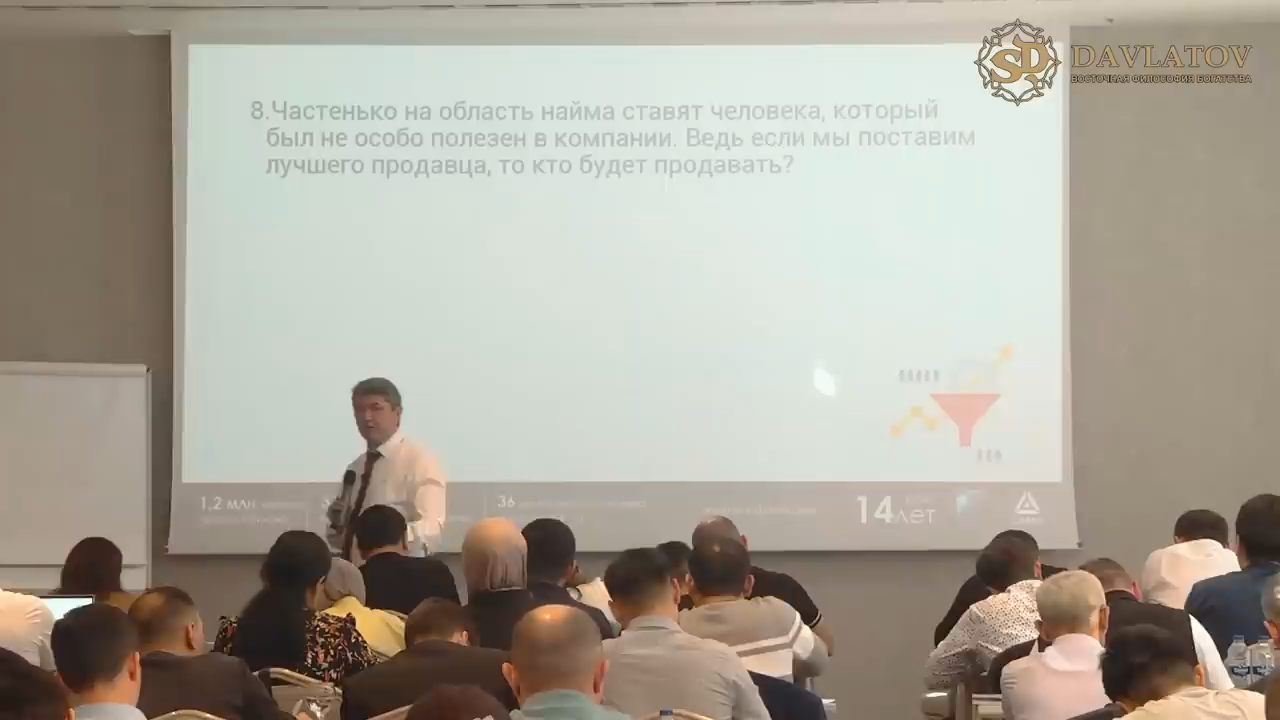 DAVLATOV
ВОСТОЧНАЯ ФИЛОСОФИЯ БОГАТСТВА
8.Частенько на область найма ставят человека, который
был не особо полезен в компании. Ведь если мы поставим
лучшего продавца, то кто будет продавать?
1,2 млн
36
14 лет